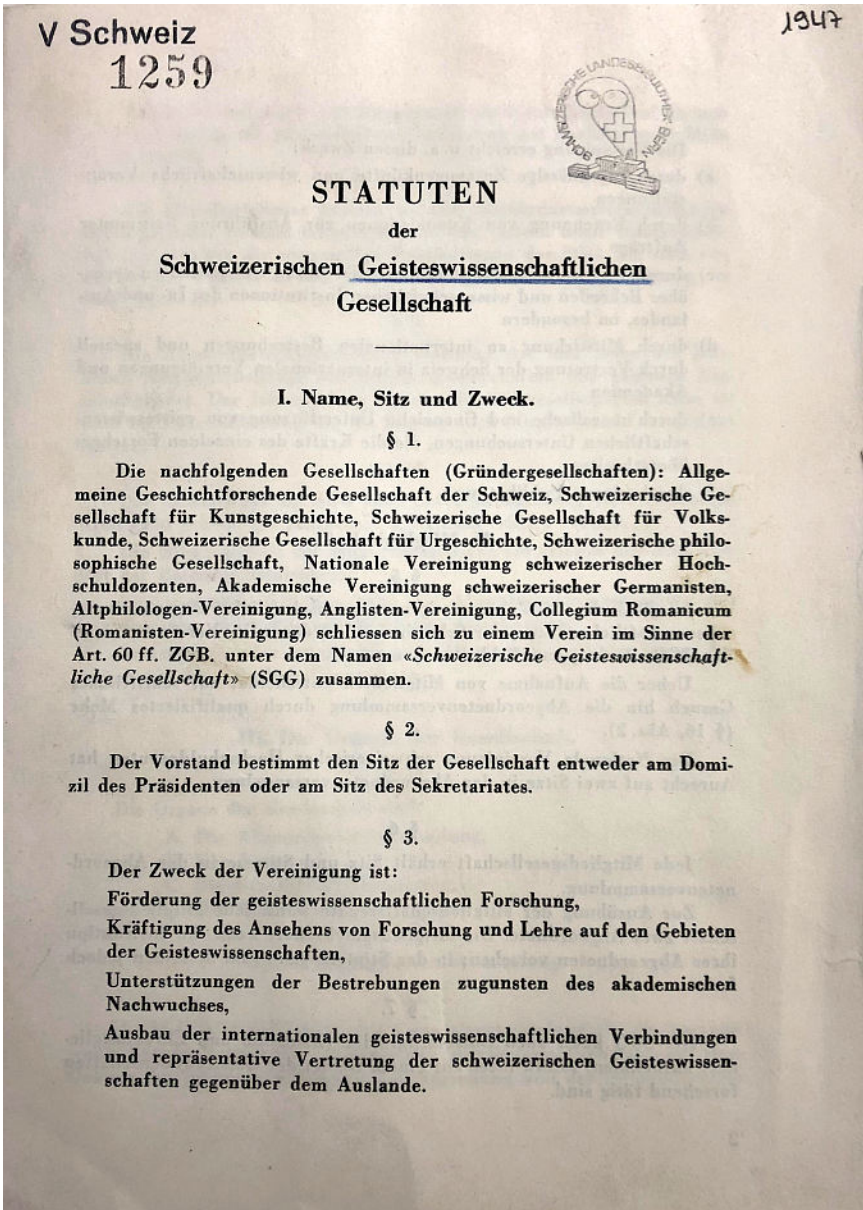 V Schweiz
1259
1947
SCHWEIZERISCHE LANDESBIBLIOTHEK BERN
STATUTEN
der
Schweizerischen Geisteswissenschaftlichen
Gesellschaft
I. Name, Sitz und Zweck.
§ 1.
Die nachfolgenden Gesellschaften (Gründergesellschaften): Allge-
meine Geschichtforschende Gesellschaft der Schweiz, Schweizerische Ge-
sellschaft für Kunstgeschichte, Schweizerische Gesellschaft für Volks-
kunde, Schweizerische Gesellschaft für Urgeschichte, Schweizerische philo-
sophische Gesellschaft, Nationale Vereinigung schweizerischer Hoch-
schuldozenten, Akademische Vereinigung schweizerischer Germanisten,
Altphilologen-Vereinigung, Anglisten-Vereinigung, Collegium Romanicum
(Romanisten-Vereinigung) schliessen sich zu einem Verein im Sinne der
Art. 60 ff. ZGB. unter dem Namen «Schweizerische Geisteswissenschaft-
liche Gesellschaft» (SGG) zusammen.
§ 2.
Der Vorstand bestimmt den Sitz der Gesellschaft entweder am Domi-
zil des Präsidenten oder am Sitz des Sekretariates.
§ 3.
Der Zweck der Vereinigung ist:
Förderung der geisteswissenschaftlichen Forschung,
Kräftigung des Ansehens von Forschung und Lehre auf den Gebieten
der Geisteswissenschaften,
Unterstützungen der Bestrebungen zugunsten des akademischen
Nachwuchses,
Ausbau der internationalen geisteswissenschaftlichen Verbindungen
und repräsentative Vertretung der schweizerischen Geisteswissen-
schaften gegenüber dem Auslande.